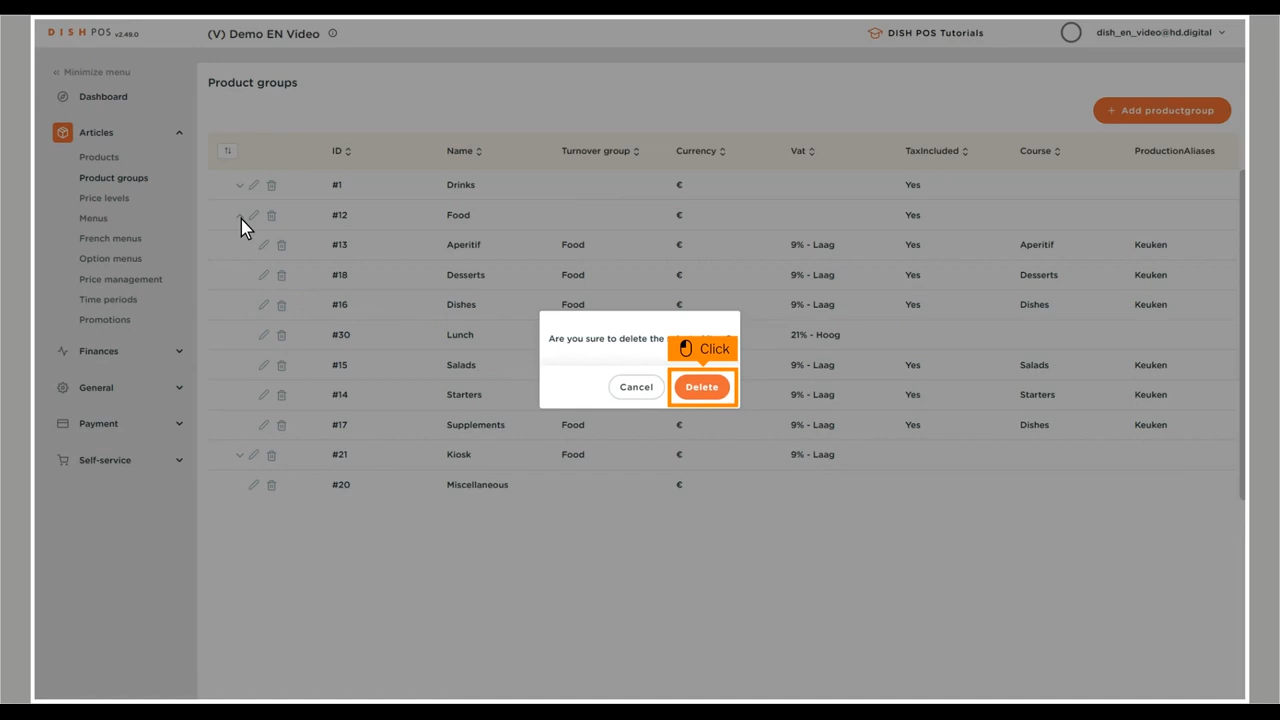 DISH POS v2.49.0
(V) Demo EN Video
DISH POS Tutorials
dish_en_video@hd.digital
Minimize menu
Dashboard
Articles
Products
Product groups
Price levels
Menus
French menus
Option menus
Price management
Time periods
Promotions
Finances
General
Payment
Self-service
Product groups
+ Add productgroup
ID Name Turnover group Currency Vat TaxIncluded Course ProductionAliases
#1 Drinks € Yes
#12 Food € Yes
#13 Aperitif Food € 9% - Laag Yes Aperitif Keuken
#18 Desserts Food € 9% - Laag Yes Desserts Keuken
#16 Dishes Food 9% - Laag Yes Dishes Keuken
#30 Lunch 21% - Hoog
#15 Salads 9% - Laag Yes Salads Keuken
#14 Starters 9% - Laag Yes Starters Keuken
#17 Supplements Food € 9% - Laag Yes Dishes Keuken
#21 Kiosk Food € 9% - Laag
#20 Miscellaneous €
Are you sure to delete the
Click
Cancel
Delete